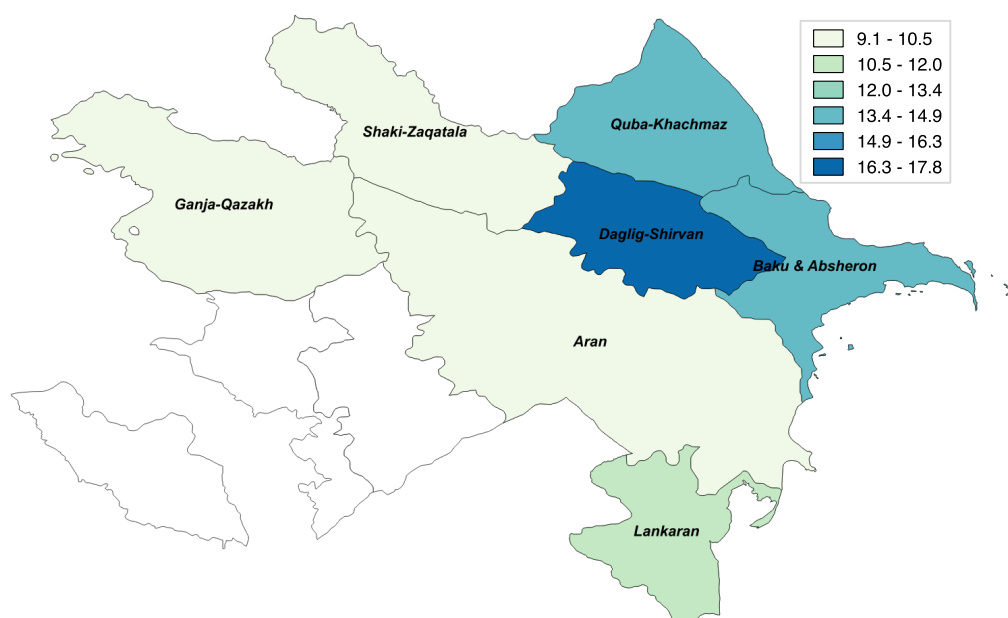 9.1 - 10.5
10.5 - 12.0
12.0 - 13.4
13.4 - 14.9
14.9 - 16.3
16.3 - 17.8
Quba-Khachmaz
Shaki-Zaqatala
Ganja-Qazakh
Daglig-Shirvan
Baku & Absheron
Aran
Lankaran